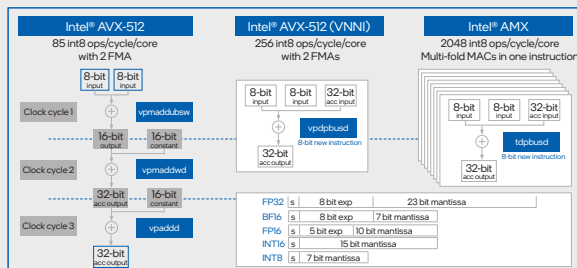 Intel® AVX-512
85 int8 ops/cycle/core
with 2 FMA
8-bit
input
8-bit
input
Clock cycle 1
vpmaddubsw
16-bit
output
16-bit
constant
Clock cycle 2
vpmaddwd
32-bit
acc output
16-bit
constant
Clock cycle 3
vpaddd
32-bit
acc output
Intel® AVX-512 (VNNI)
256 int8 ops/cycle/core
with 2 FMAs
8-bit
input
8-bit
input
32-bit
acc input
vpdpbusd
8-bit new instruction
32-bit
acc output
Intel® AMX
2048 int8 ops/cycle/core
Multi-fold MACs in one instruction
8-bit
input
8-bit
input
32-bit
acc input
tdpbusd
8-bit new instruction
32-bit
acc output
FP32 s 8 bit exp 23 bit mantissa
BF16 s 8 bit exp 7 bit mantissa
FP16 s 5 bit exp 10 bit mantissa
INT16 s 15 bit mantissa
INT8 s 7 bit mantissa